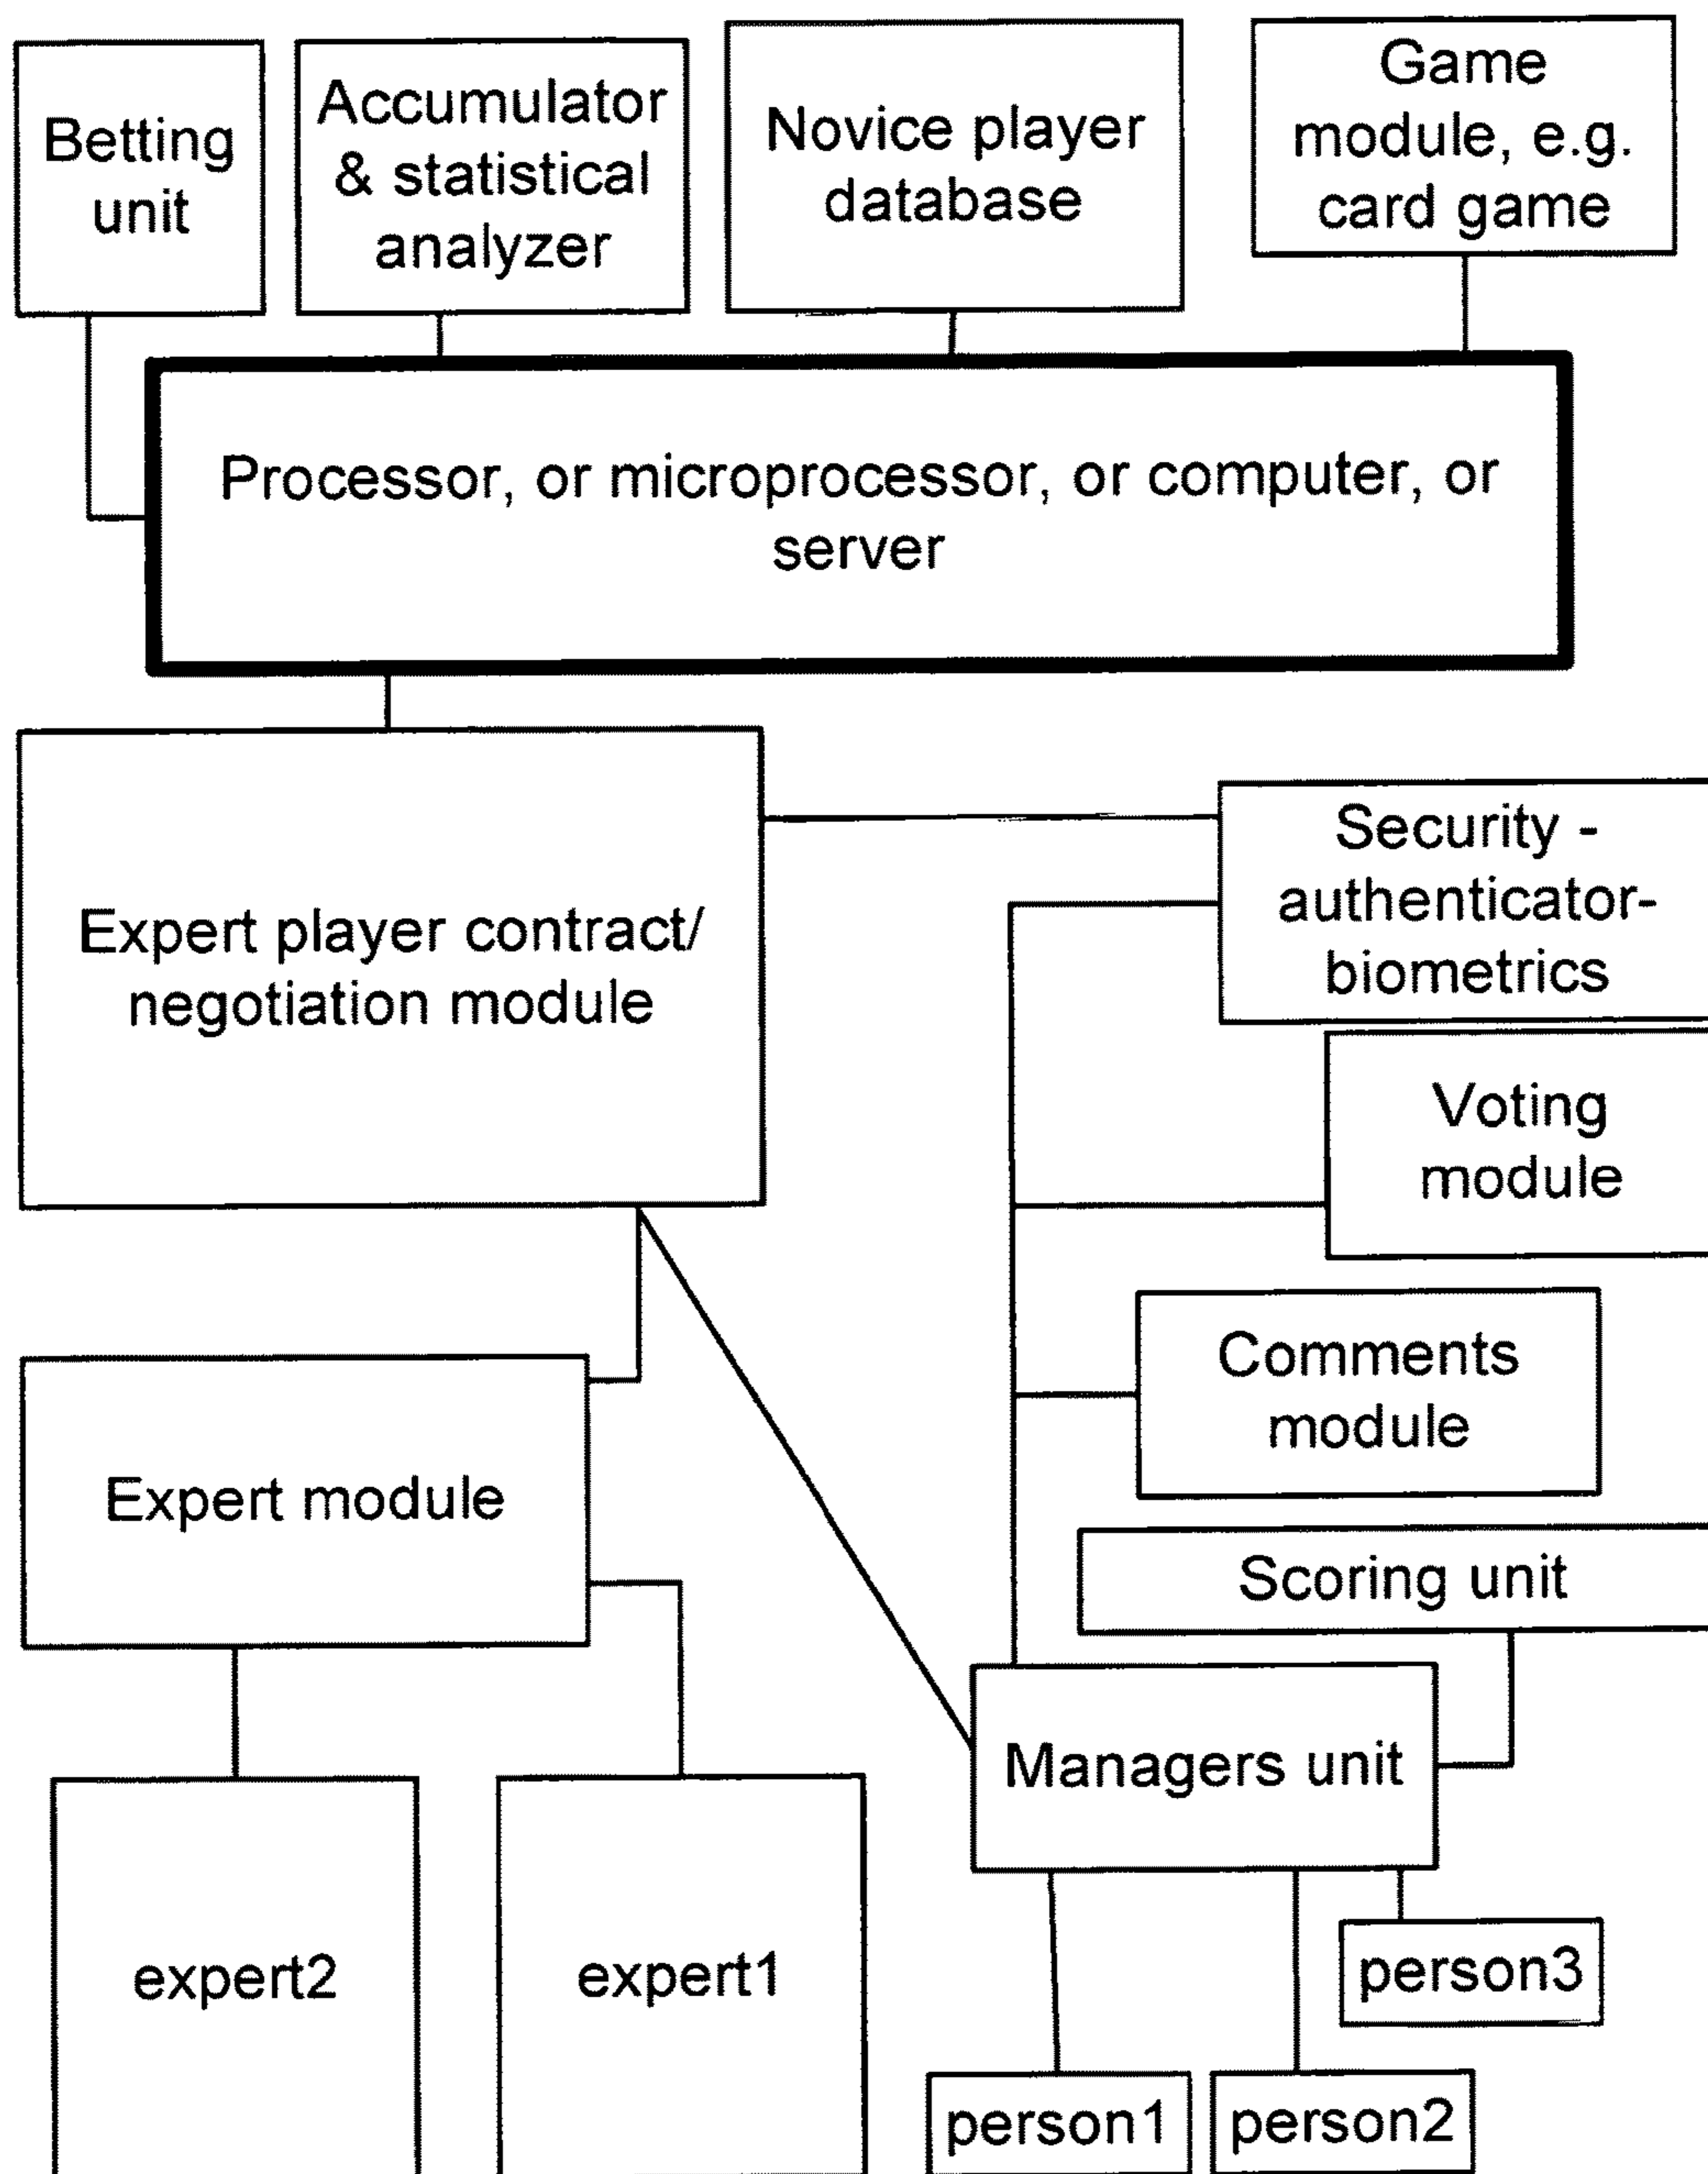 Betting
unit
Accumulator
& statistical
analyzer
Novice player
database
Game
module, e.g.
card game
Processor, or microprocessor, or computer, or
server
Expert player contract/
negotiation module
Security -
authenticator-
biometrics
Voting
module
Comments
module
Expert module
Scoring unit
Managers unit
expert2
expert1
person3
person1
person2